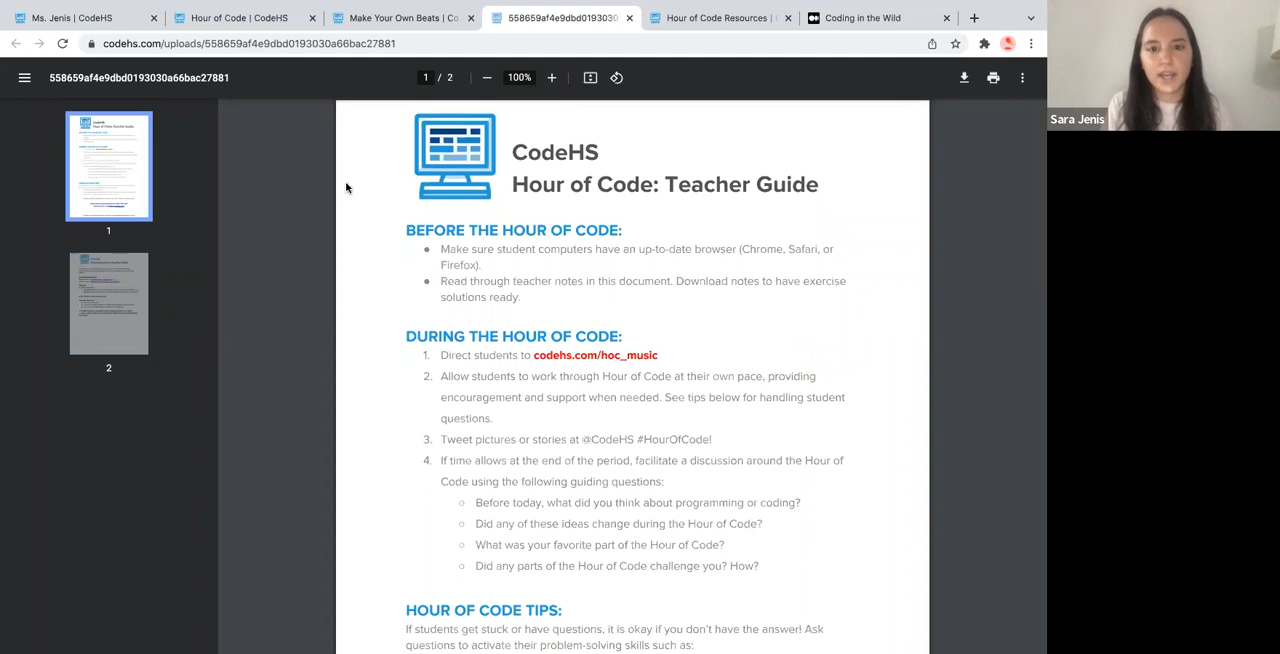 Ms. Jenis | CodeHS
Hour of Code | CodeHS
Make Your Own Beats | Co
558659af4e9dbd0193030
Hour of Code Resources |
Coding in the Wild
codehs.com/uploads/558659af4e9dbd0193030a66bac27881
558659af4e9dbd0193030a66bac27881
1 / 2
100%
Sara Jenis
1
2
CodeHS
Hour of Code: Teacher Guide
BEFORE THE HOUR OF CODE:
● Make sure student computers have an up-to-date browser (Chrome, Safari, or
Firefox).
● Read through teacher notes in this document. Download notes to have exercise
solutions ready.
DURING THE HOUR OF CODE:
1. Direct students to codehs.com/hoc_music
2. Allow students to work through Hour of Code at their own pace, providing
encouragement and support when needed. See tips below for handling student
questions.
3. Tweet pictures or stories at @CodeHS #HourOfCode!
4. If time allows at the end of the period, facilitate a discussion around the Hour of
Code using the following guiding questions:
○ Before today, what did you think about programming or coding?
○ Did any of these ideas change during the Hour of Code?
○ What was your favorite part of the Hour of Code?
○ Did any parts of the Hour of Code challenge you? How?
HOUR OF CODE TIPS:
If students get stuck or have questions, it is okay if you don't have the answer! Ask
questions to activate their problem-solving skills such as: